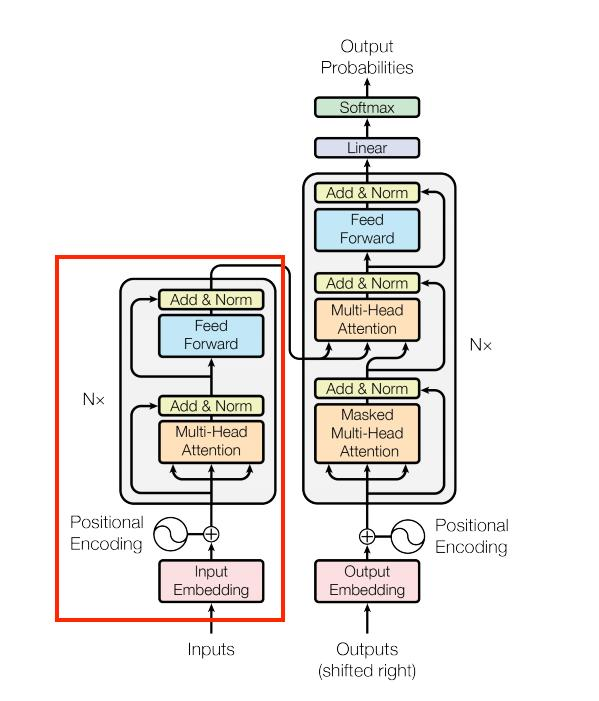 Output
Probabilities
Softmax
Linear
Add & Norm
Feed
Forward
Add & Norm
Multi-Head
Attention
Add & Norm
Masked
Multi-Head
Attention
Nx
Positional
Encoding
Output
Embedding
Outputs
(shifted right)
Add & Norm
Feed
Forward
Add & Norm
Multi-Head
Attention
Nx
Positional
Encoding
Input
Embedding
Inputs